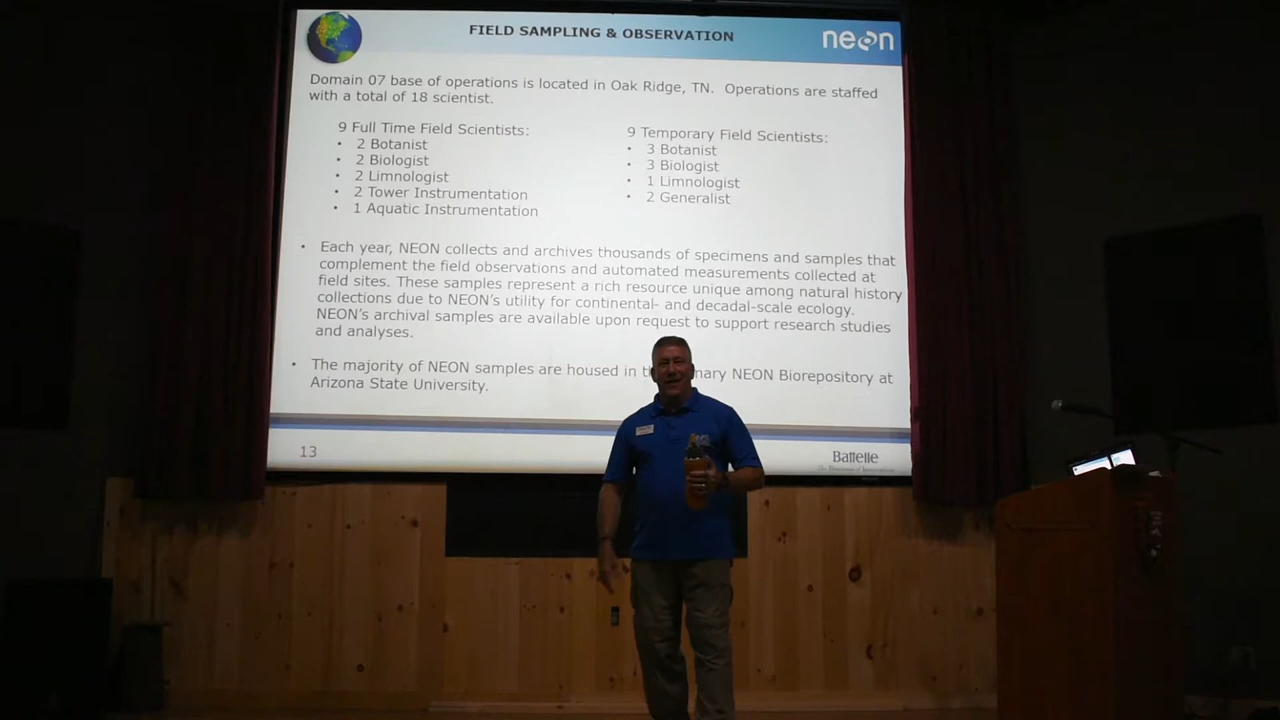 FIELD SAMPLING & OBSERVATION
neon
Domain 07 base of operations is located in Oak Ridge, TN. Operations are staffed
with a total of 18 scientist.
9 Full Time Field Scientists:
• 2 Botanist
• 2 Biologist
• 2 Limnologist
• 2 Tower Instrumentation
• 1 Aquatic Instrumentation
9 Temporary Field Scientists:
• 3 Botanist
• 3 Biologist
• 1 Limnologist
• 2 Generalist
• Each year, NEON collects and archives thousands of specimens and samples that
complement the field observations and automated measurements collected at
field sites. These samples represent a rich resource unique among natural history
collections due to NEON's utility for continental- and decadal-scale ecology.
NEON's archival samples are available upon request to support research studies
and analyses.
• The majority of NEON samples are housed in NEON Biorepository at
Arizona State University.
13
Battelle